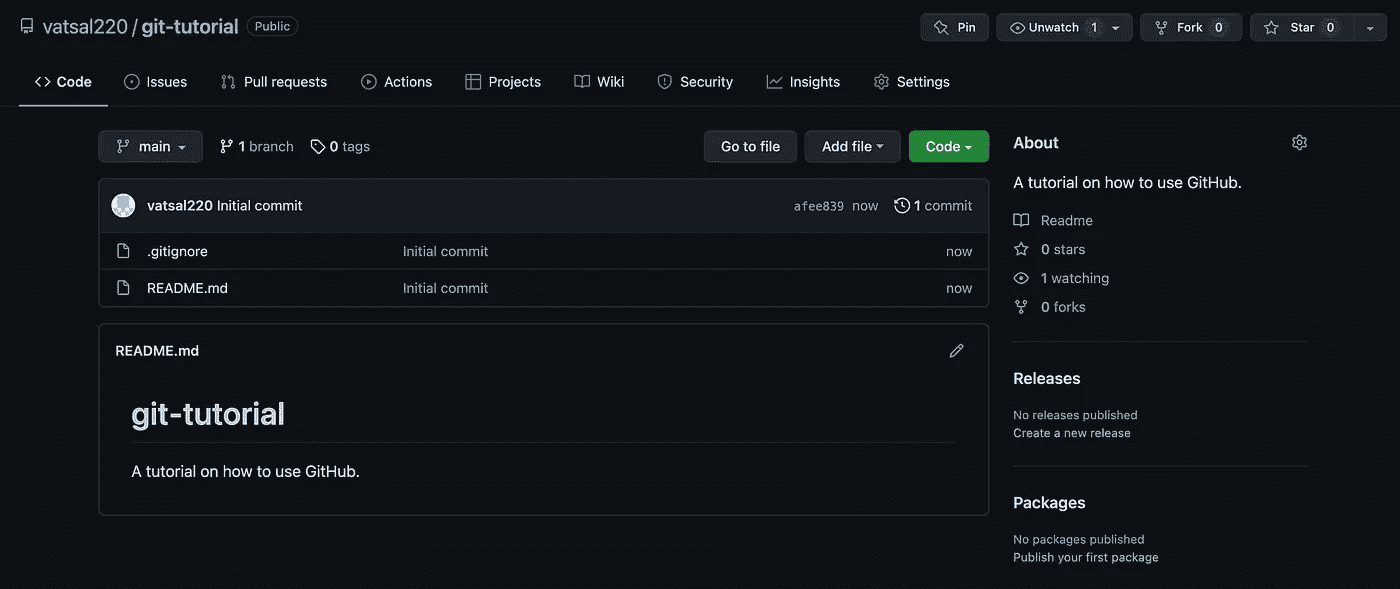 vatsal220 / git-tutorial Public Pin Unwatch 1 Fork 0 Star 0
Code Issues Pull requests Actions Projects Wiki Security Insights Settings
main 1 branch 0 tags Go to file Add file Code
vatsal220 Initial commit afee839 now 1 commit
.gitignore Initial commit now
README.md Initial commit now
README.md
git-tutorial
A tutorial on how to use GitHub.
About
A tutorial on how to use GitHub.
Readme
0 stars
1 watching
0 forks
Releases
No releases published
Create a new release
Packages
No packages published
Publish your first package